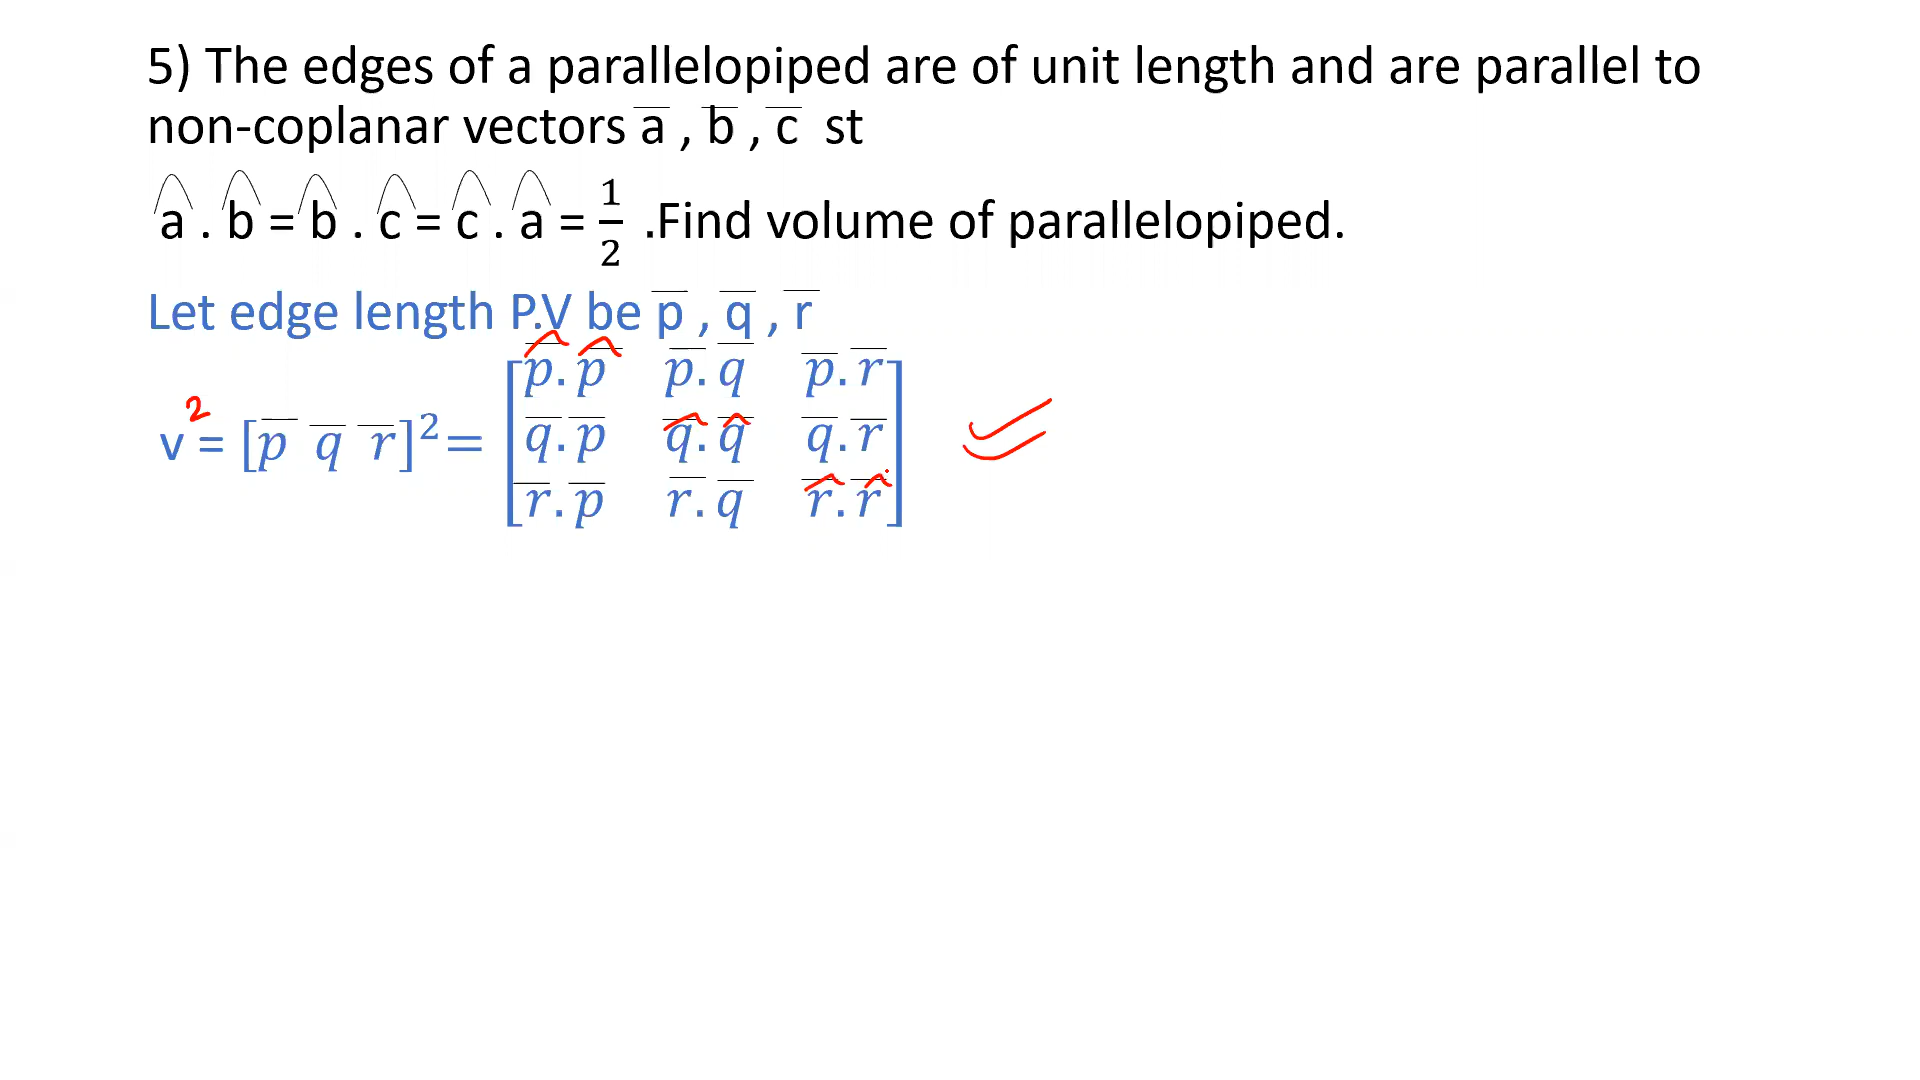 5) The edges of a parallelopiped are of unit length and are parallel to
non-coplanar vectors a̅ , b̅ , c̅ st
â . b̂ = b̂ . ĉ = ĉ . â = 1/2 .Find volume of parallelopiped.
Let edge length P.V be p̅ , q̅ , r̅
v² = [p̅ q̅ r̅]² = [p̅.p̅ p̅.q̅ p̅.r̅
q̅.p̅ q̅.q̅ q̅.r̅
r̅.p̅ r̅.q̅ r̅.r̅]